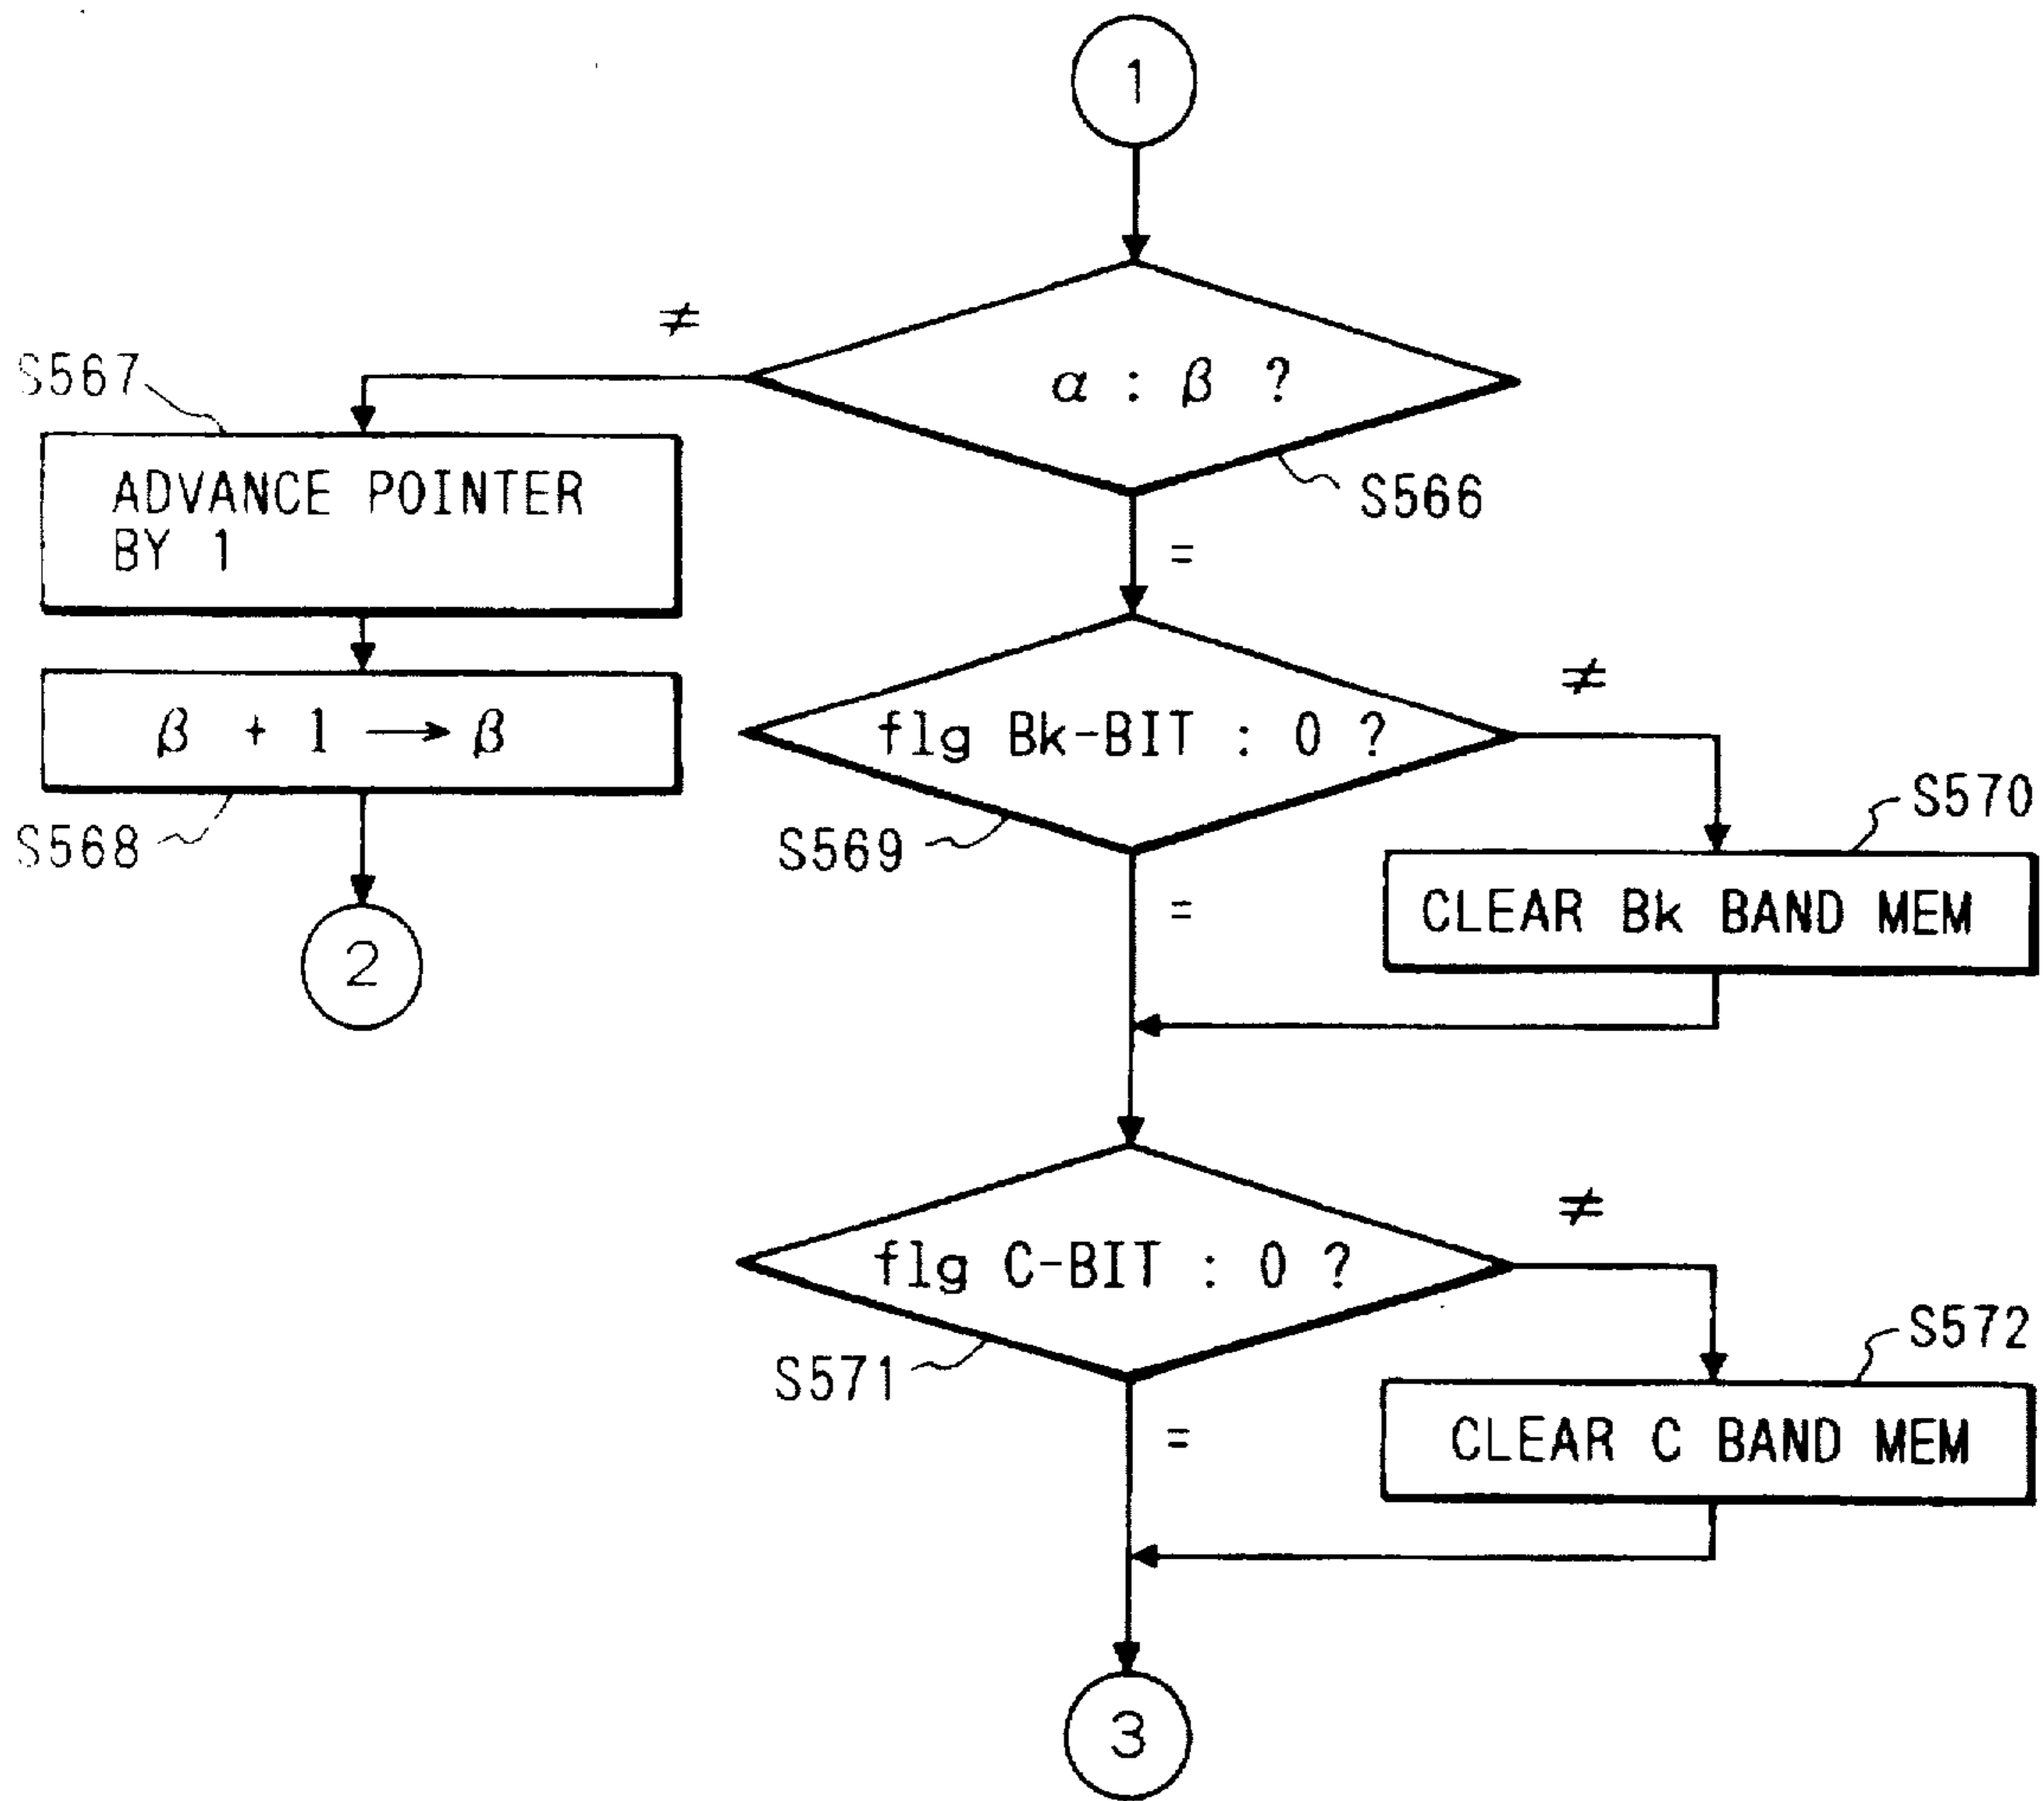 1
≠
α : β ?
S566
S567
ADVANCE POINTER
BY 1
=
β + 1 → β
S568
2
flg Bk-BIT : 0 ?
≠
S569
S570
=
CLEAR Bk BAND MEM
flg C-BIT : 0 ?
≠
S571
S572
=
CLEAR C BAND MEM
3